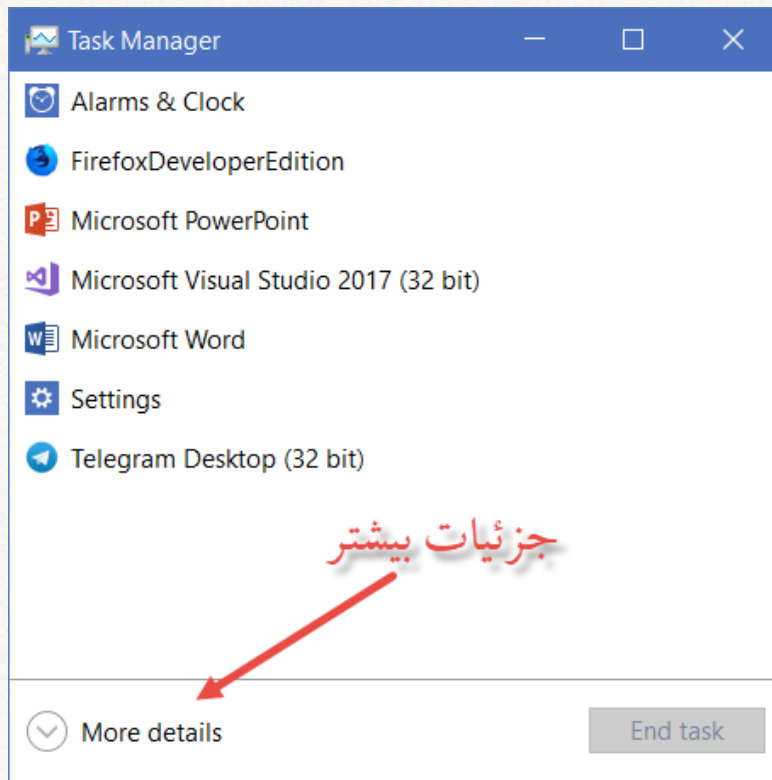 Task Manager
Alarms & Clock
FirefoxDeveloperEdition
Microsoft PowerPoint
Microsoft Visual Studio 2017 (32 bit)
Microsoft Word
Settings
Telegram Desktop (32 bit)
جزئیات بیشتر
More details
End task